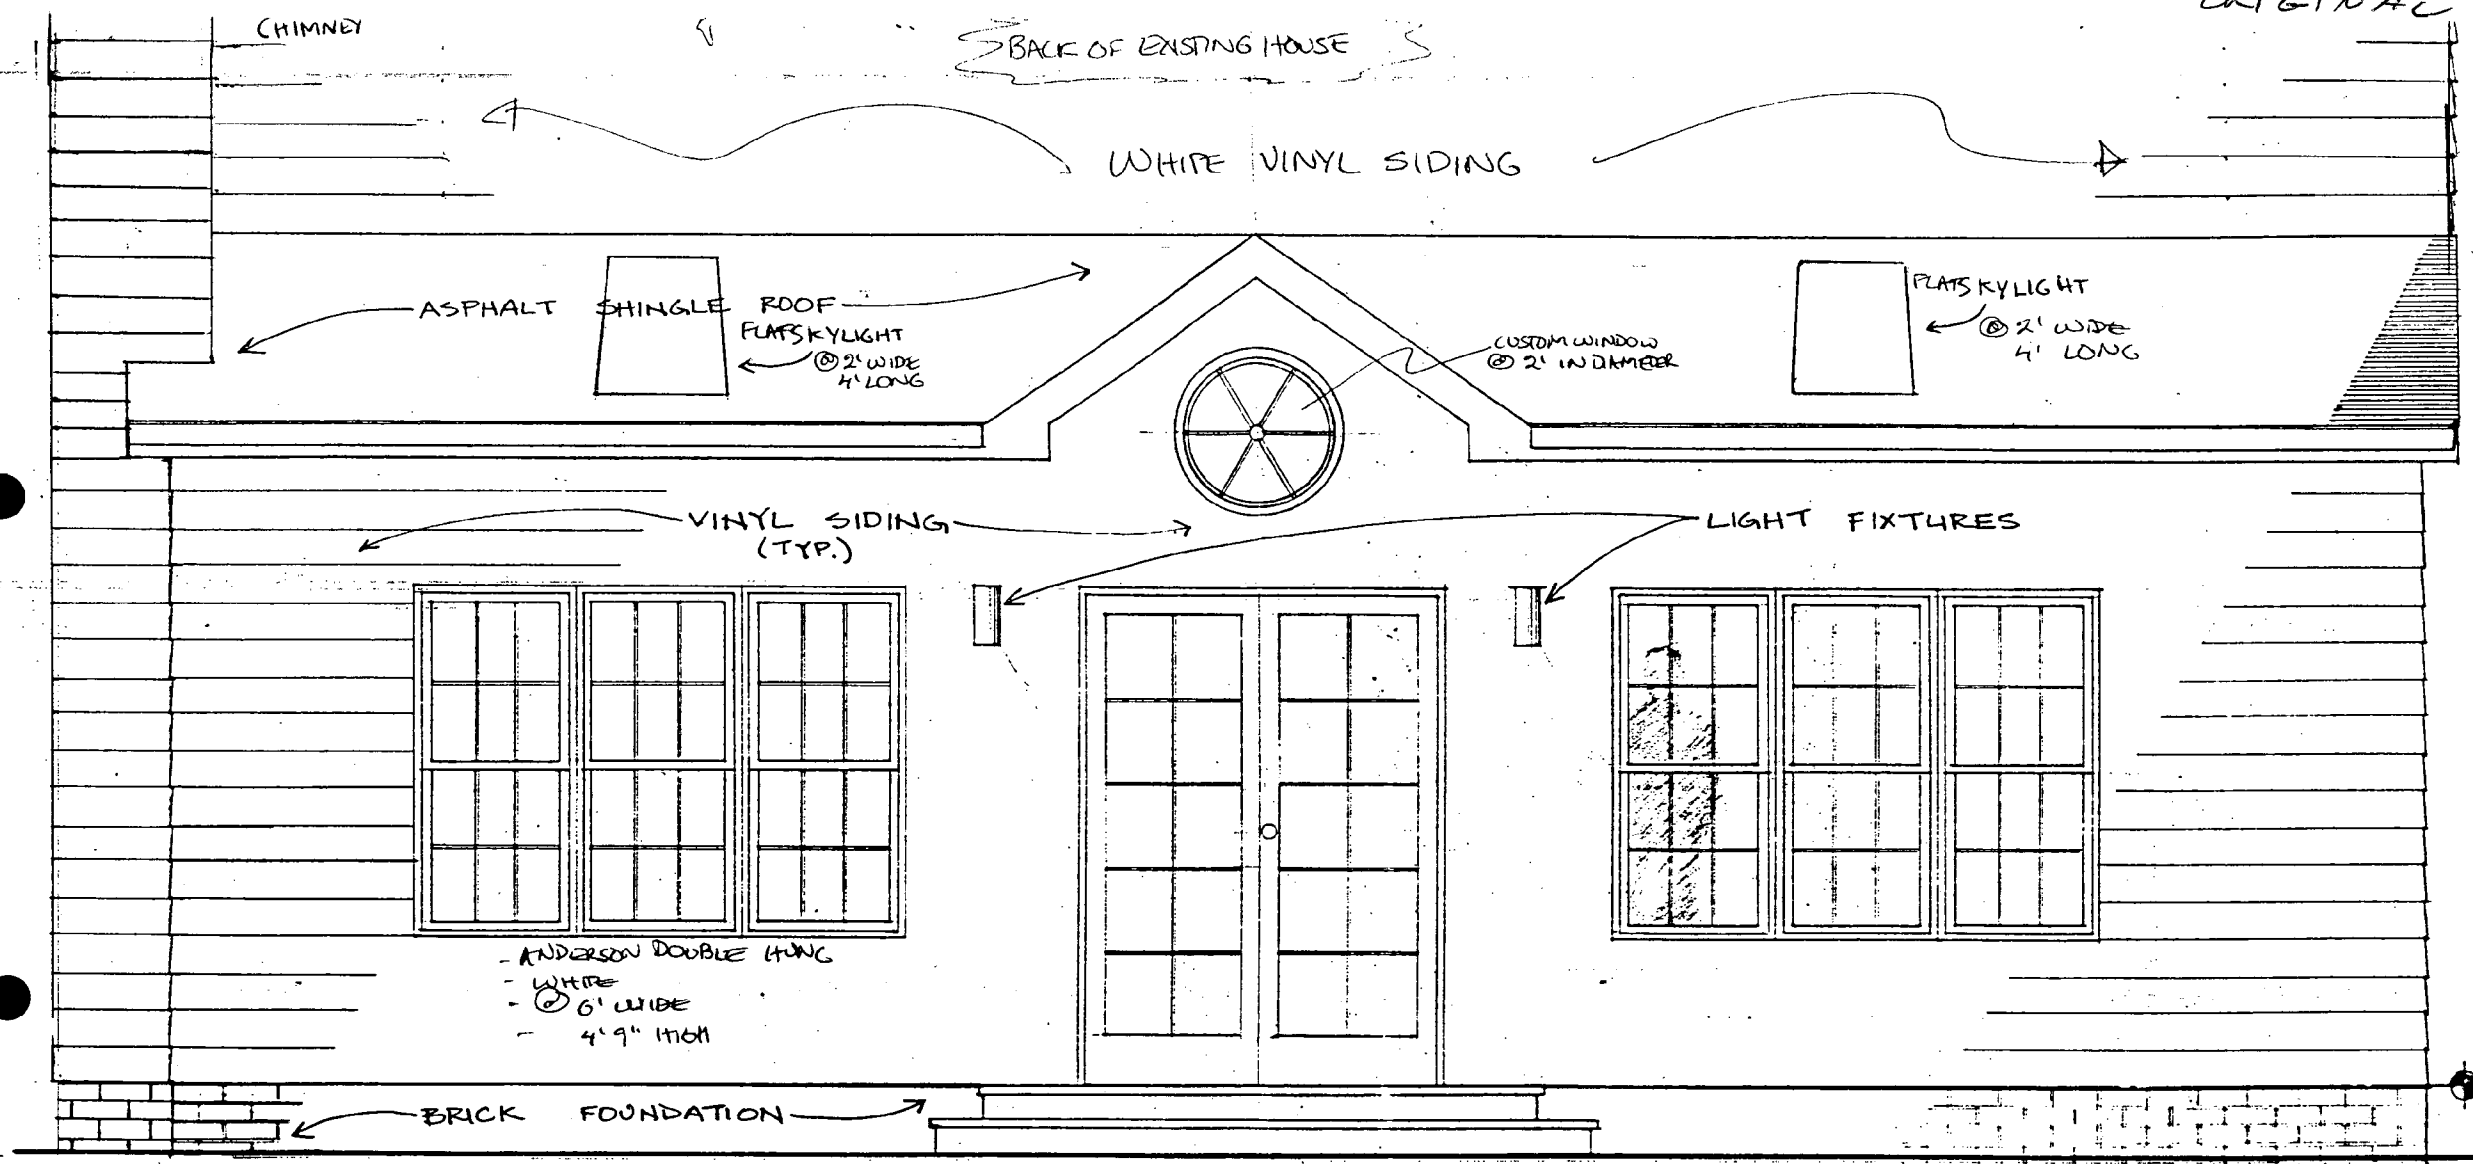 ORIGINAL
CHIMNEY
BACK OF EXISTING HOUSE
WHITE VINYL SIDING
ASPHALT SHINGLE ROOF
FLAT SKYLIGHT
@ 2' WIDE
4' LONG
CUSTOM WINDOW
@ 2' IN DIAMETER
FLAT SKYLIGHT
@ 2' WIDE
4' LONG
VINYL SIDING
(TYP.)
LIGHT FIXTURES
- ANDERSON DOUBLE HUNG
- WHITE
- @ 6' WIDE
- 4' 9" HIGH
BRICK FOUNDATION